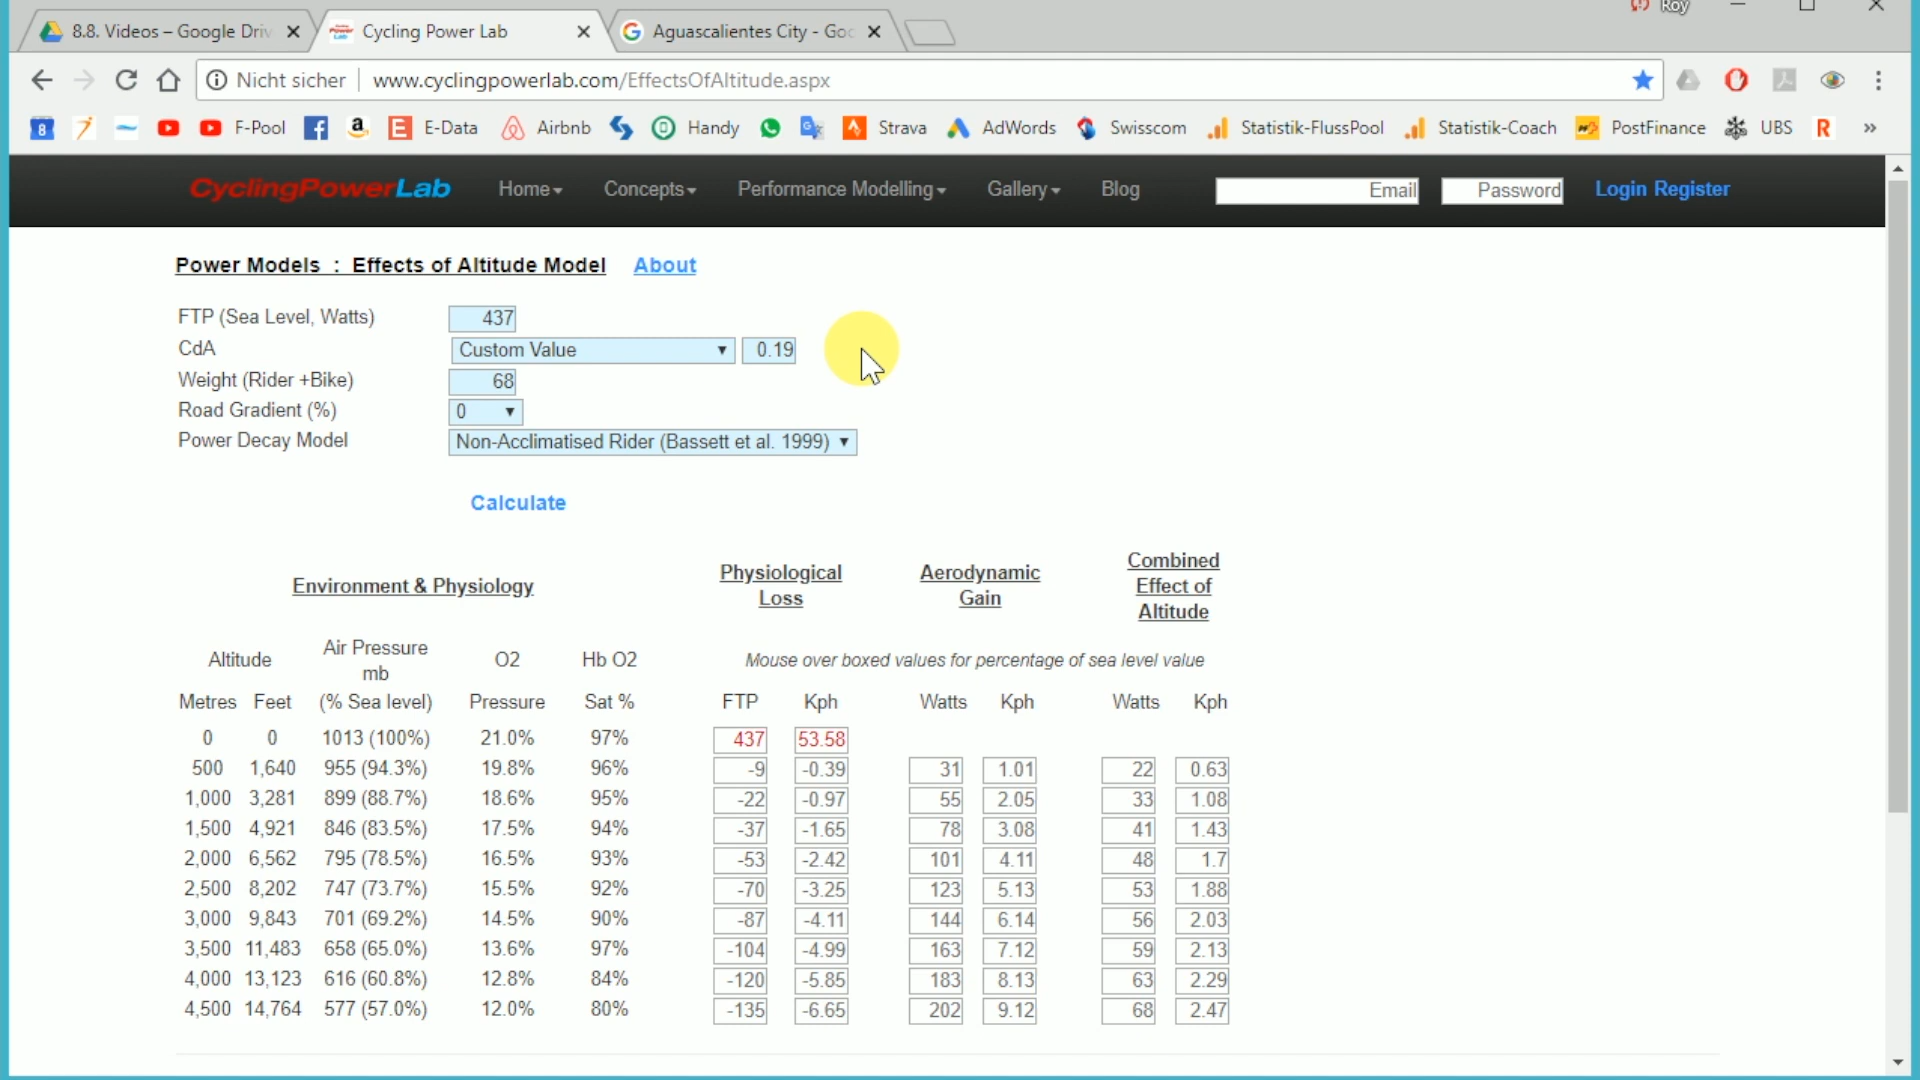 8.8. Videos – Google Driv
Cycling Power Lab
Aguascalientes City - Goo
Roy
Nicht sicher
www.cyclingpowerlab.com/EffectsOfAltitude.aspx
8 F-Pool a E E-Data Airbnb Handy Strava AdWords Swisscom Statistik-FlussPool Statistik-Coach PostFinance UBS R »
CyclingPowerLab Home Concepts Performance Modelling Gallery Blog Email Password Login Register
Power Models : Effects of Altitude Model About
FTP (Sea Level, Watts) 437
CdA Custom Value 0.19
Weight (Rider +Bike) 68
Road Gradient (%) 0
Power Decay Model Non-Acclimatised Rider (Bassett et al. 1999)
Calculate
Environment & Physiology
Physiological
Loss
Aerodynamic
Gain
Combined
Effect of
Altitude
Altitude
Air Pressure
mb
O2
Hb O2
Mouse over boxed values for percentage of sea level value
Metres Feet (% Sea level) Pressure Sat % FTP Kph Watts Kph Watts Kph
0 0 1013 (100%) 21.0% 97% 437 53.58
500 1,640 955 (94.3%) 19.8% 96% -9 -0.39 31 1.01 22 0.63
1,000 3,281 899 (88.7%) 18.6% 95% -22 -0.97 55 2.05 33 1.08
1,500 4,921 846 (83.5%) 17.5% 94% -37 -1.65 78 3.08 41 1.43
2,000 6,562 795 (78.5%) 16.5% 93% -53 -2.42 101 4.11 48 1.7
2,500 8,202 747 (73.7%) 15.5% 92% -70 -3.25 123 5.13 53 1.88
3,000 9,843 701 (69.2%) 14.5% 90% -87 -4.11 144 6.14 56 2.03
3,500 11,483 658 (65.0%) 13.6% 97% -104 -4.99 163 7.12 59 2.13
4,000 13,123 616 (60.8%) 12.8% 84% -120 -5.85 183 8.13 63 2.29
4,500 14,764 577 (57.0%) 12.0% 80% -135 -6.65 202 9.12 68 2.47